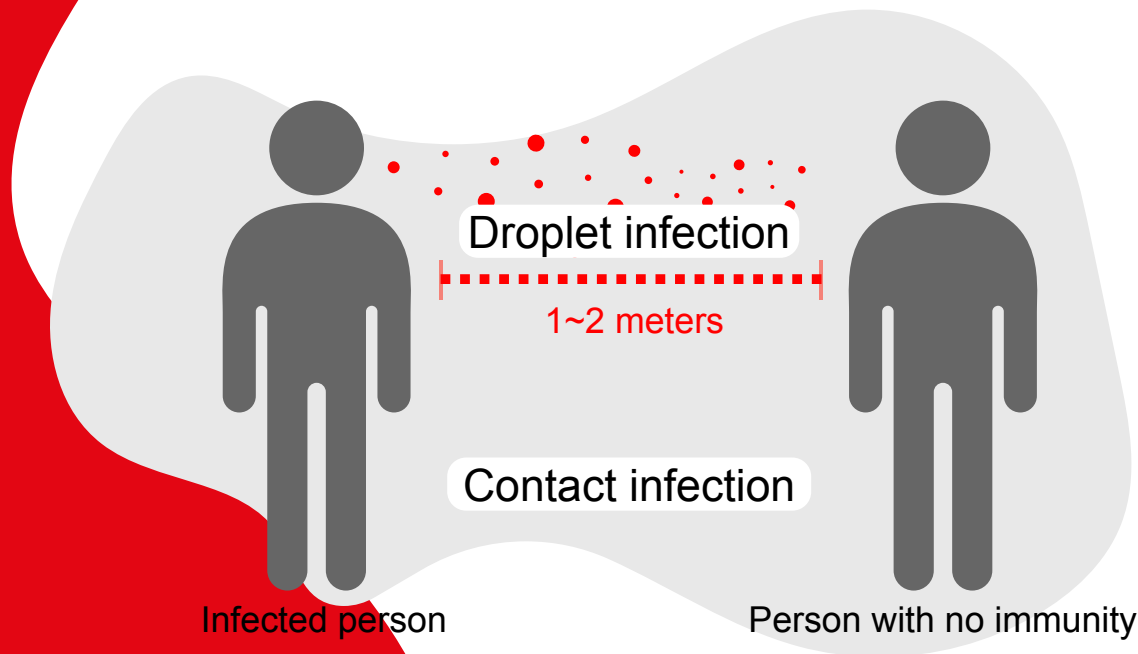 Droplet infection
1~2 meters
Contact infection
Infected person
Person with no immunity